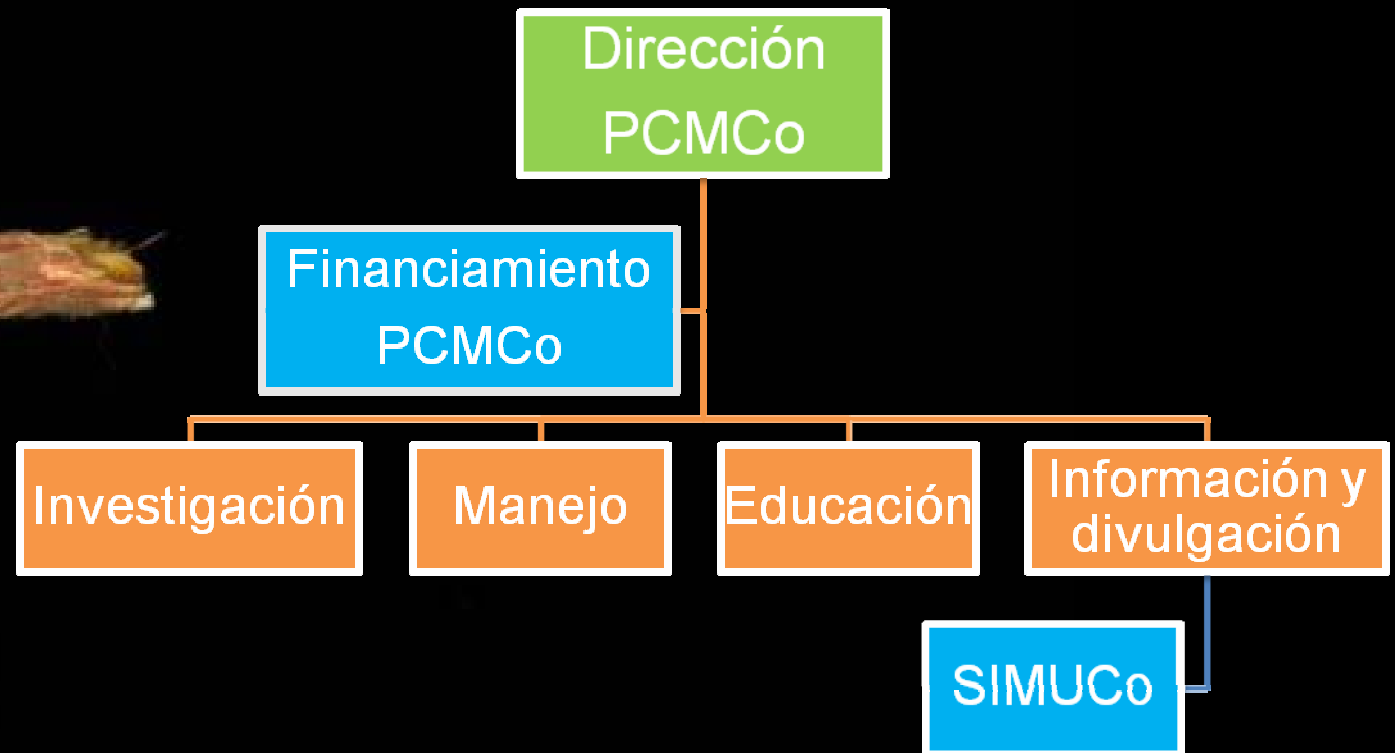 Dirección
PCMCo
Financiamiento
PCMCo
Investigación
Manejo
Educación
Información y
divulgación
SIMUCo